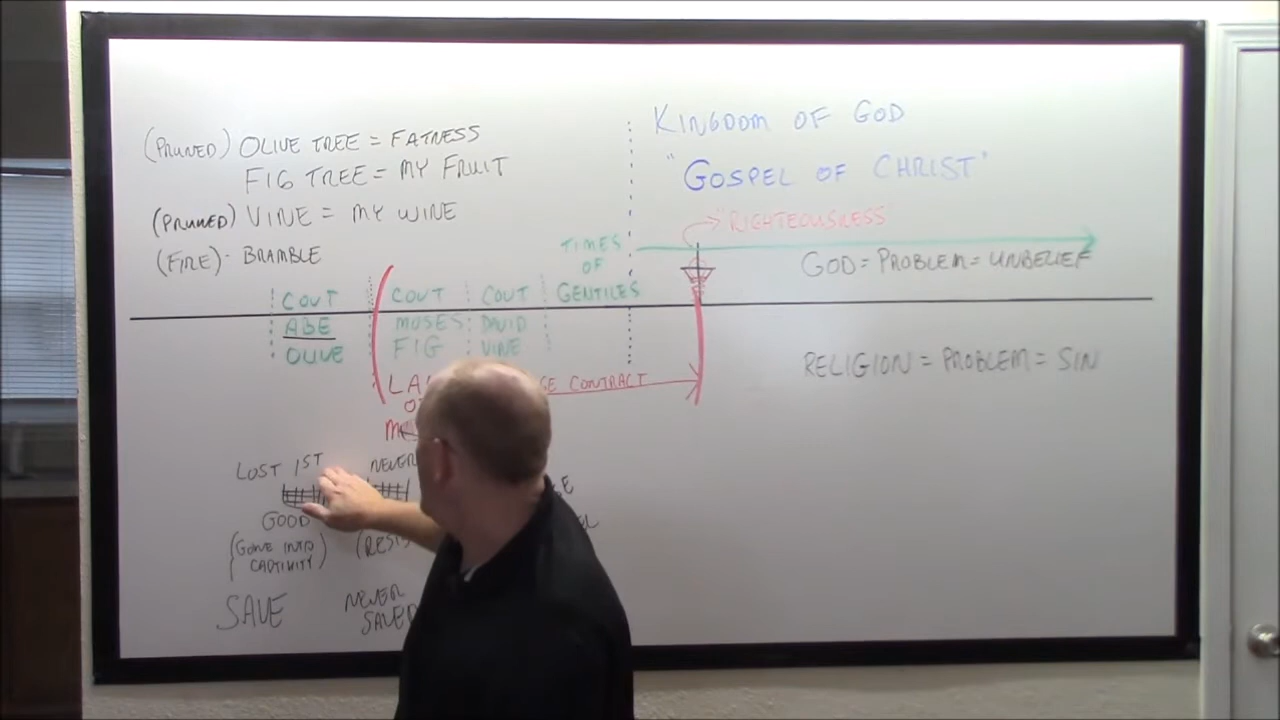 (PRUNED) OLIVE TREE = FATNESS
FIG TREE = MY FRUIT
(PRUNED) VINE = MY WINE
(FIRE)- BRAMBLE
KINGDOM OF GOD
"GOSPEL OF CHRIST"
"RIGHTEOUSNESS"
TIMES
OF
GENTILES
GOD = PROBLEM = UNBELIEF
COVT COVT COVT
ABE MOSES DAVID
OLIVE FIG VINE
CONTRACT
RELIGION = PROBLEM = SIN
LOST 1ST NEVER
GOOD
(GONE INTO
CAPTIVITY)
SAVE NEVER
SAVED